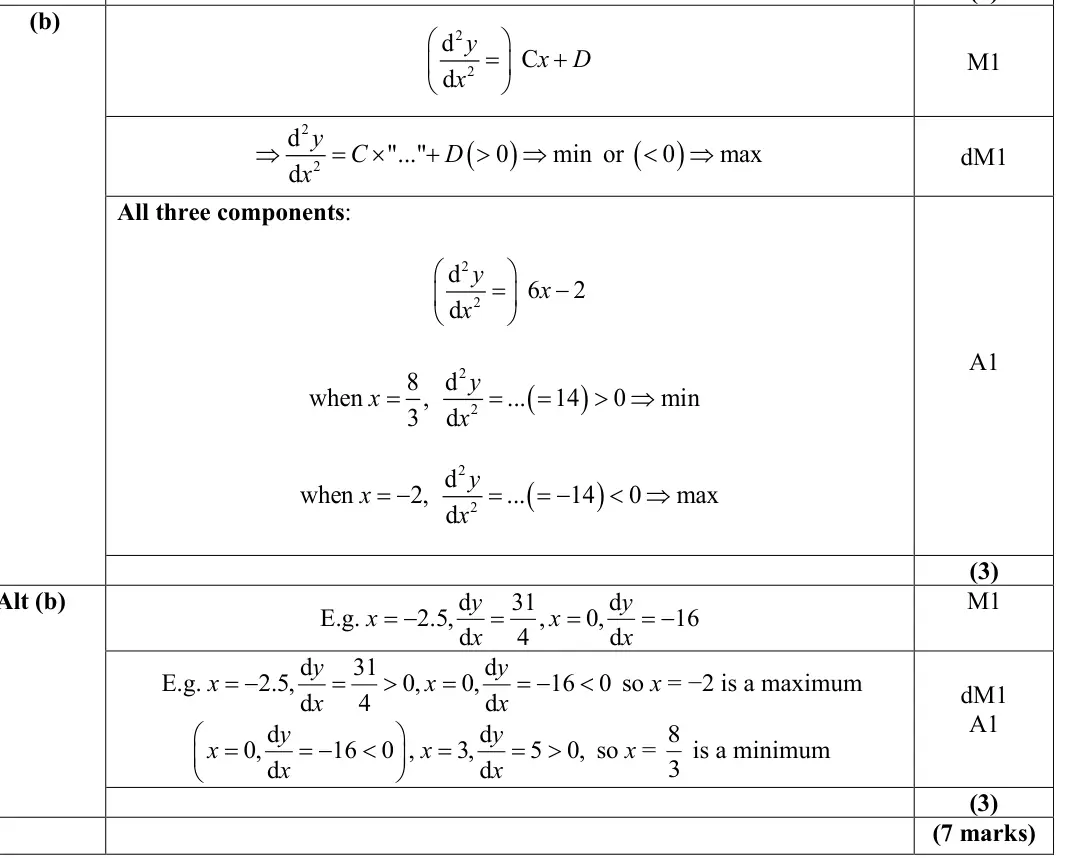 (b)
(d²y/dx² =) Cx + D
M1
⇒ d²y/dx² = C × "..." + D (> 0) ⇒ min or (< 0) ⇒ max
dM1
All three components:
(d²y/dx² =) 6x − 2
when x = 8/3, d²y/dx² = ...(= 14) > 0 ⇒ min
when x = −2, d²y/dx² = ...(= −14) < 0 ⇒ max
A1
(3)
Alt (b)
E.g. x = −2.5, dy/dx = 31/4, x = 0, dy/dx = −16
M1
E.g. x = −2.5, dy/dx = 31/4 > 0, x = 0, dy/dx = −16 < 0 so x = −2 is a maximum
(x = 0, dy/dx = −16 < 0), x = 3, dy/dx = 5 > 0, so x = 8/3 is a minimum
dM1
A1
(3)
(7 marks)